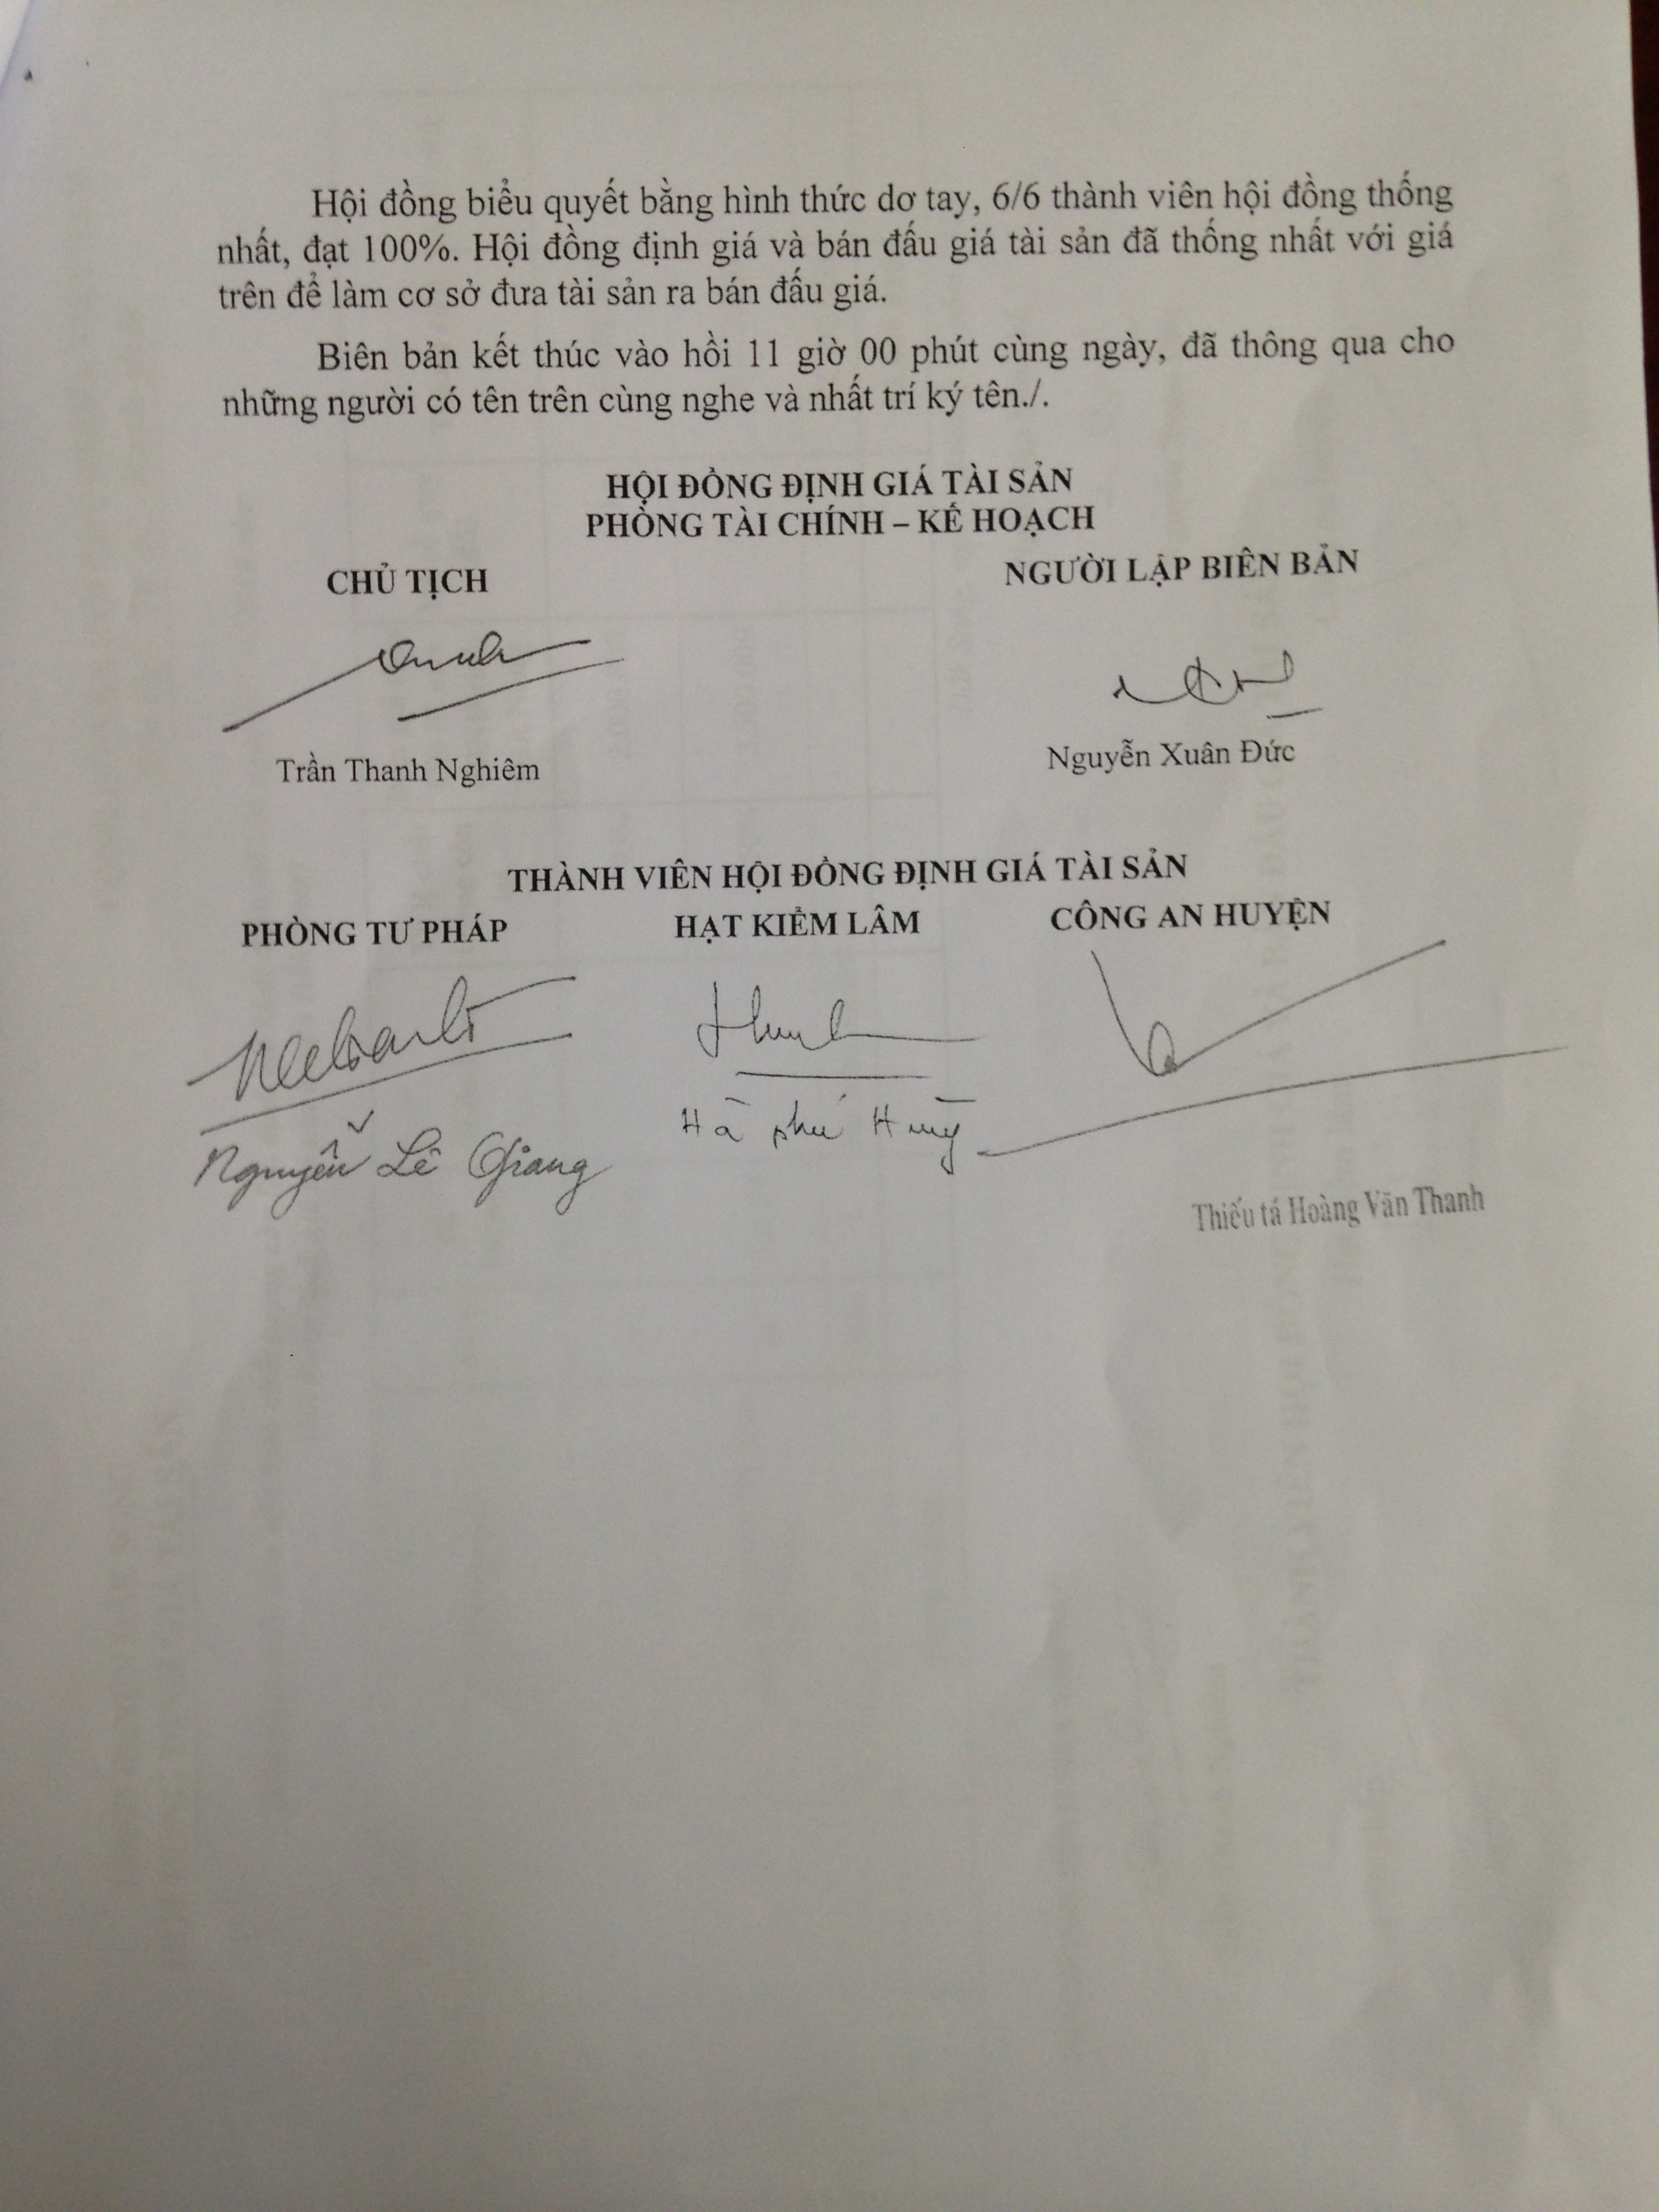 Hội đồng biểu quyết bằng hình thức dơ tay, 6/6 thành viên hội đồng thống
nhất, đạt 100%. Hội đồng định giá và bán đấu giá tài sản đã thống nhất với giá
trên để làm cơ sở đưa tài sản ra bán đấu giá.
Biên bản kết thúc vào hồi 11 giờ 00 phút cùng ngày, đã thông qua cho
những người có tên trên cùng nghe và nhất trí ký tên./.
HỘI ĐỒNG ĐỊNH GIÁ TÀI SẢN
PHÒNG TÀI CHÍNH – KẾ HOẠCH
CHỦ TỊCH NGƯỜI LẬP BIÊN BẢN
Trần Thanh Nghiêm Nguyễn Xuân Đức
THÀNH VIÊN HỘI ĐỒNG ĐỊNH GIÁ TÀI SẢN
PHÒNG TƯ PHÁP HẠT KIỂM LÂM CÔNG AN HUYỆN
Nguyễn Lê Giang Hà Phú Hùng
Thiếu tá Hoàng Văn Thanh